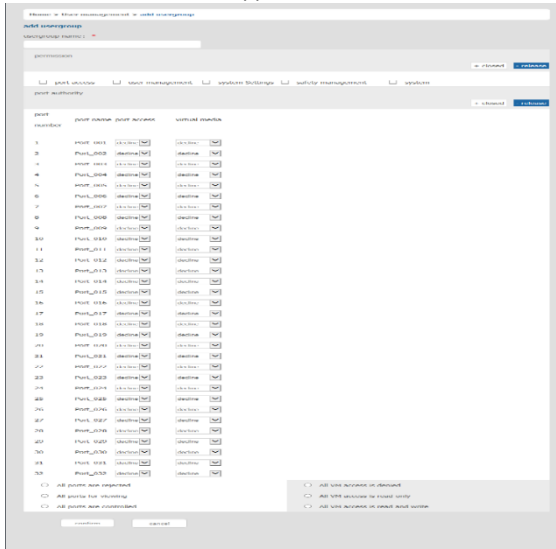 Home » User management » add usergroup
add usergroup
usergroup name : *
permissions
+ closed - release
port access user management system Settings safety management system
port authority
+ closed - release
port number port name port access virtual media
1 Port_001 decline decline
2 Port_002 decline decline
3 Port_003 decline decline
4 Port_004 decline decline
5 Port_005 decline decline
6 Port_006 decline decline
7 Port_007 decline decline
8 Port_008 decline decline
9 Port_009 decline decline
10 Port_010 decline decline
11 Port_011 decline decline
12 Port_012 decline decline
13 Port_013 decline decline
14 Port_014 decline decline
15 Port_015 decline decline
16 Port_016 decline decline
17 Port_017 decline decline
18 Port_018 decline decline
19 Port_019 decline decline
20 Port_020 decline decline
21 Port_021 decline decline
22 Port_022 decline decline
23 Port_023 decline decline
24 Port_024 decline decline
25 Port_025 decline decline
26 Port_026 decline decline
27 Port_027 decline decline
28 Port_028 decline decline
29 Port_029 decline decline
30 Port_030 decline decline
31 Port_031 decline decline
32 Port_032 decline decline
All ports are rejected All VM access is denied
All ports for viewing All VM access is read only
All ports are controlled All VM access is read and write
confirm cancel